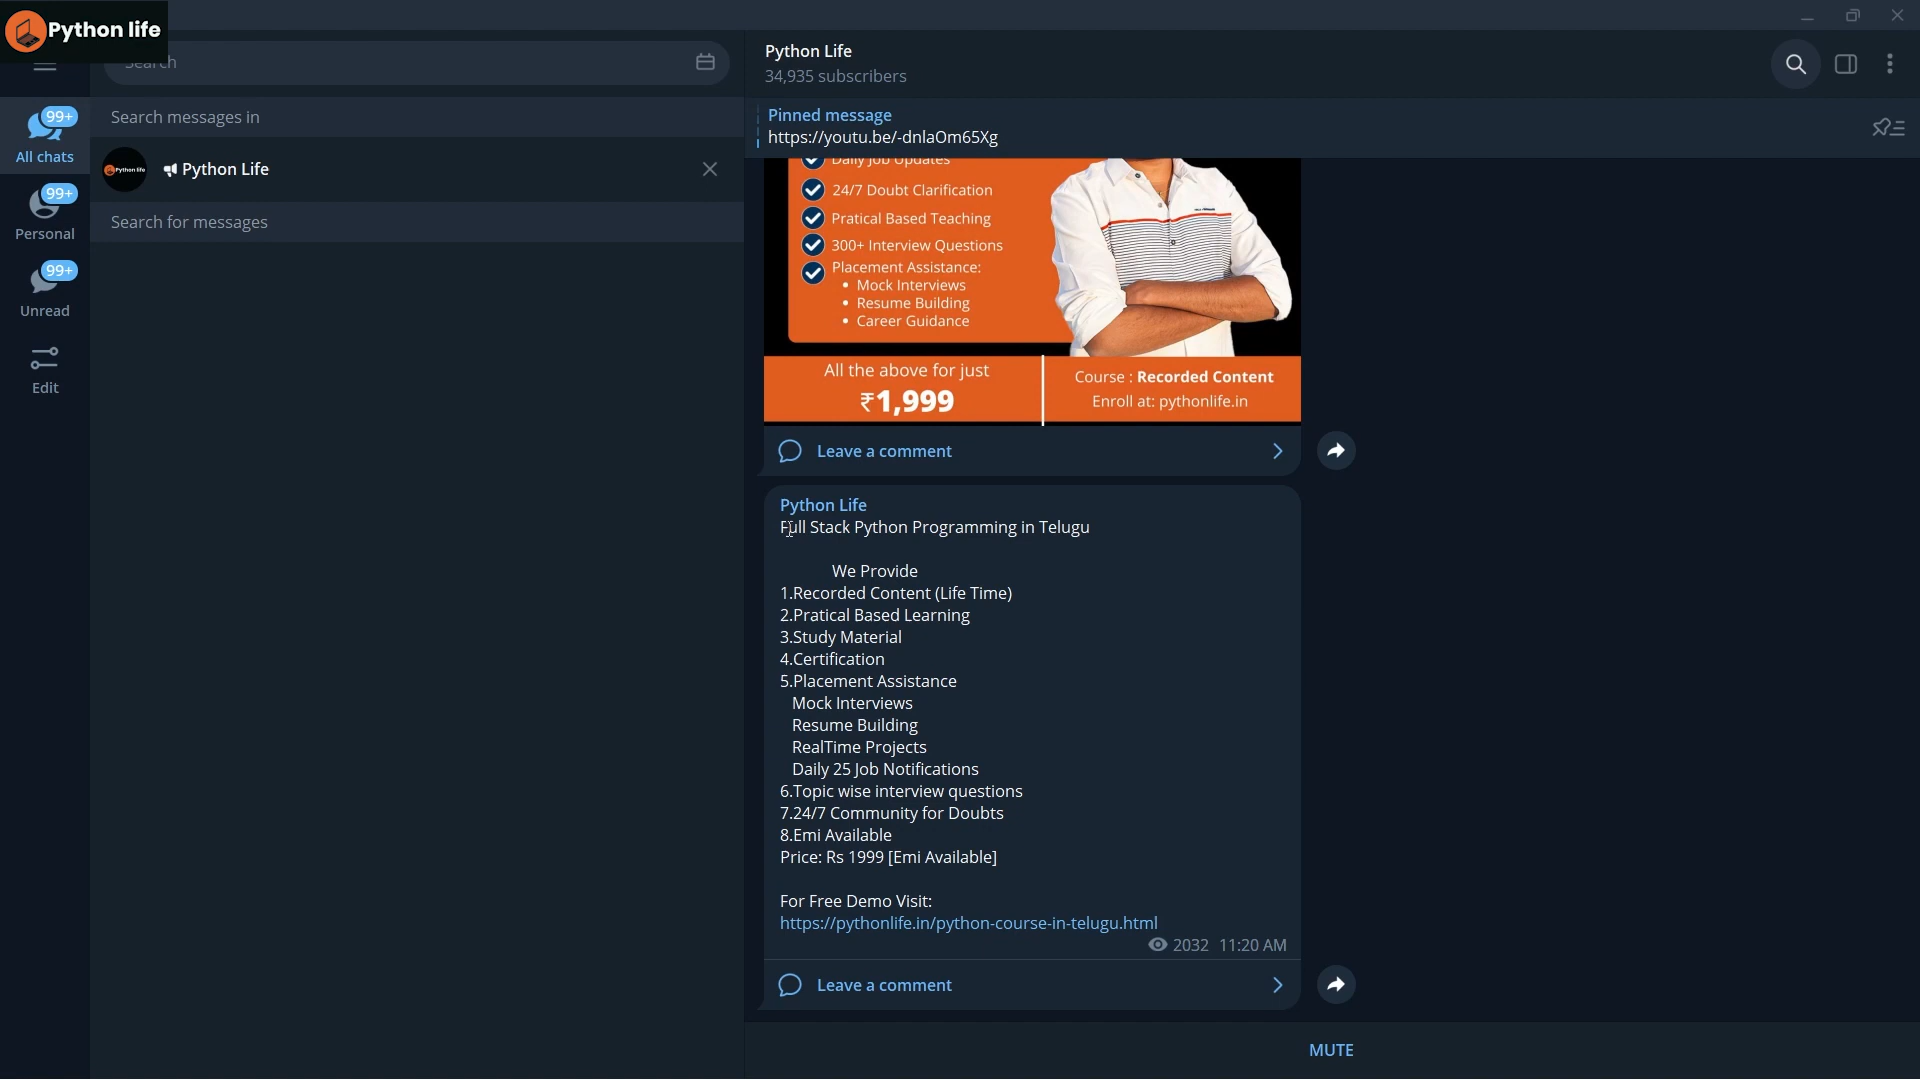 Python life
Search
Search messages in
Python Life
Search for messages
99+
All chats
99+
Personal
99+
Unread
Edit
Python Life
34,935 subscribers
Pinned message
https://youtu.be/-dnlaOm65Xg
Daily Job Updates
24/7 Doubt Clarification
Pratical Based Teaching
300+ Interview Questions
Placement Assistance:
• Mock Interviews
• Resume Building
• Career Guidance
All the above for just
₹1,999
Course : Recorded Content
Enroll at: pythonlife.in
Leave a comment
Python Life
Full Stack Python Programming in Telugu
We Provide
1.Recorded Content (Life Time)
2.Pratical Based Learning
3.Study Material
4.Certification
5.Placement Assistance
Mock Interviews
Resume Building
RealTime Projects
Daily 25 Job Notifications
6.Topic wise interview questions
7.24/7 Community for Doubts
8.Emi Available
Price: Rs 1999 [Emi Available]
For Free Demo Visit:
https://pythonlife.in/python-course-in-telugu.html
2032 11:20 AM
Leave a comment
MUTE